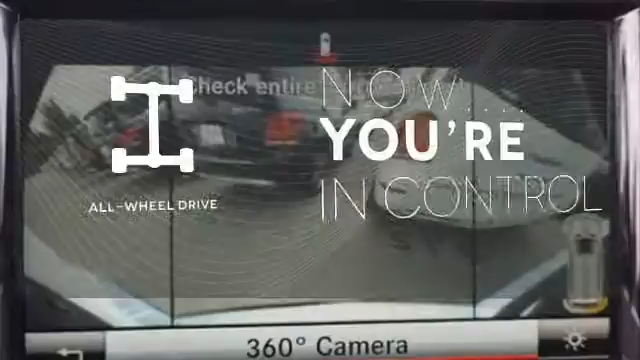 Check entire
NOW....
YOU'RE
IN CONTROL
ALL-WHEEL DRIVE
360° Camera